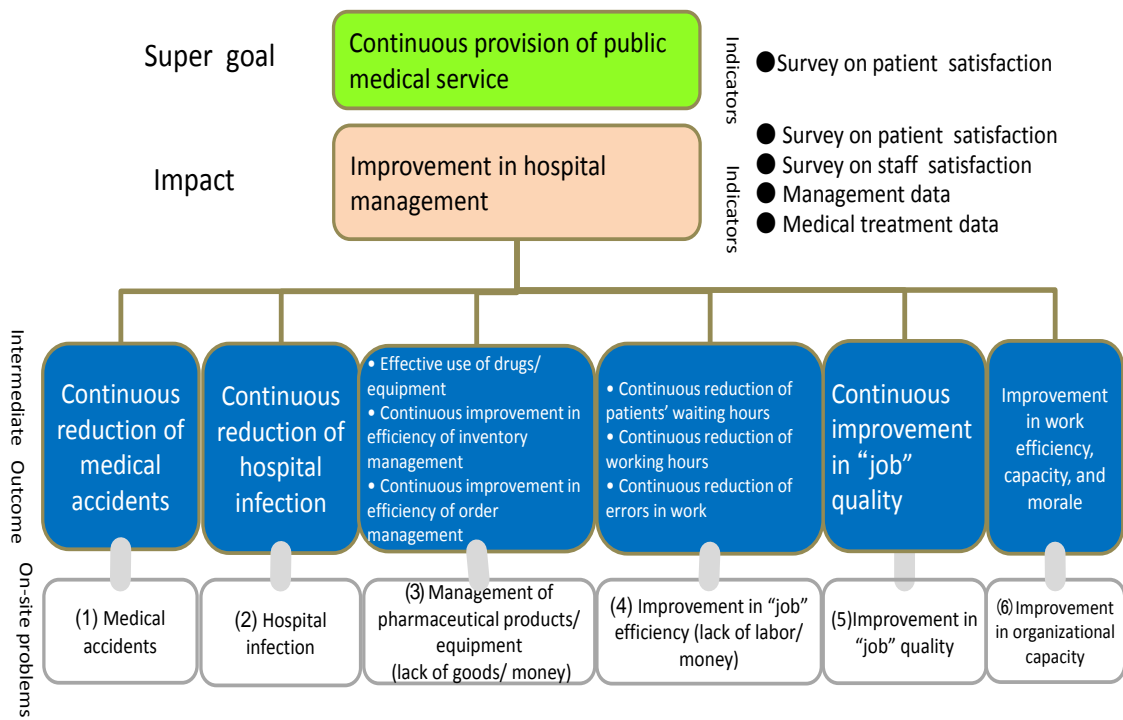 Super goal
Continuous provision of public
medical service
Indicators
● Survey on patient satisfaction
Impact
Improvement in hospital
management
Indicators
● Survey on patient satisfaction
● Survey on staff satisfaction
● Management data
● Medical treatment data
Intermediate Outcome
Continuous
reduction of
medical
accidents
Continuous
reduction of
hospital
infection
• Effective use of drugs/
equipment
• Continuous improvement in
efficiency of inventory
management
• Continuous improvement in
efficiency of order
management
• Continuous reduction of
patients’ waiting hours
• Continuous reduction of
working hours
• Continuous reduction of
errors in work
Continuous
improvement
in “job”
quality
Improvement
in work
efficiency,
capacity, and
morale
On-site problems
(1) Medical
accidents
(2) Hospital
infection
(3) Management of
pharmaceutical products/
equipment
(lack of goods/ money)
(4) Improvement in “job”
efficiency (lack of labor/
money)
(5)Improvement in
“job” quality
⑹ Improvement
in organizational
capacity